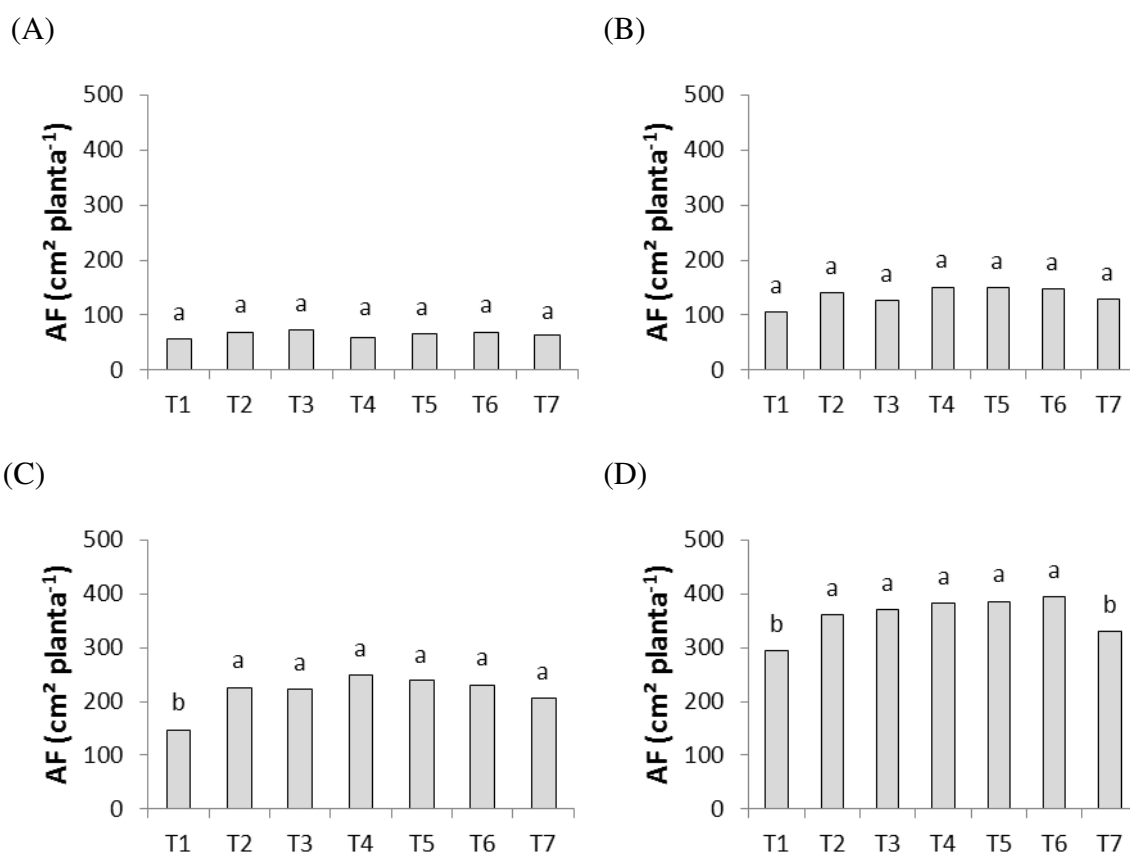 (A)
AF (cm² planta⁻¹)
500
400
300
200
100
0
a a a a a a a
T1 T2 T3 T4 T5 T6 T7
(B)
AF (cm² planta⁻¹)
500
400
300
200
100
0
a a a a a a a
T1 T2 T3 T4 T5 T6 T7
(C)
AF (cm² planta⁻¹)
500
400
300
200
100
0
b a a a a a a
T1 T2 T3 T4 T5 T6 T7
(D)
AF (cm² planta⁻¹)
500
400
300
200
100
0
b a a a a a b
T1 T2 T3 T4 T5 T6 T7